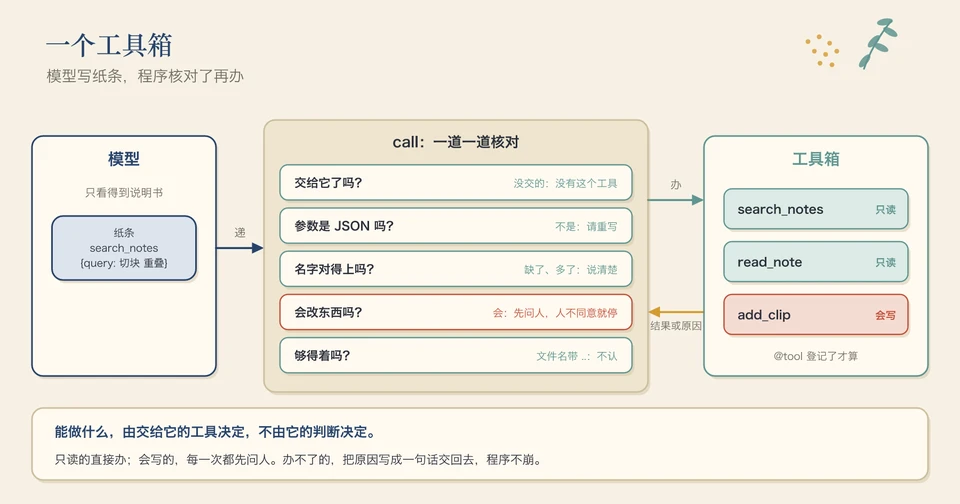 一个工具箱
模型写纸条，程序核对了再办
模型
只看得到说明书
纸条
search_notes
{query: 切块 重叠}
递
call：一道一道核对
交给它了吗？ 没交的：没有这个工具
参数是 JSON 吗？ 不是：请重写
名字对得上吗？ 缺了、多了：说清楚
会改东西吗？ 会：先问人，人不同意就停
够得着吗？ 文件名带 ..：不认
办
结果或原因
工具箱
search_notes 只读
read_note 只读
add_clip 会写
@tool 登记了才算
能做什么，由交给它的工具决定，不由它的判断决定。
只读的直接办；会写的，每一次都先问人。办不了的，把原因写成一句话交回去，程序不崩。